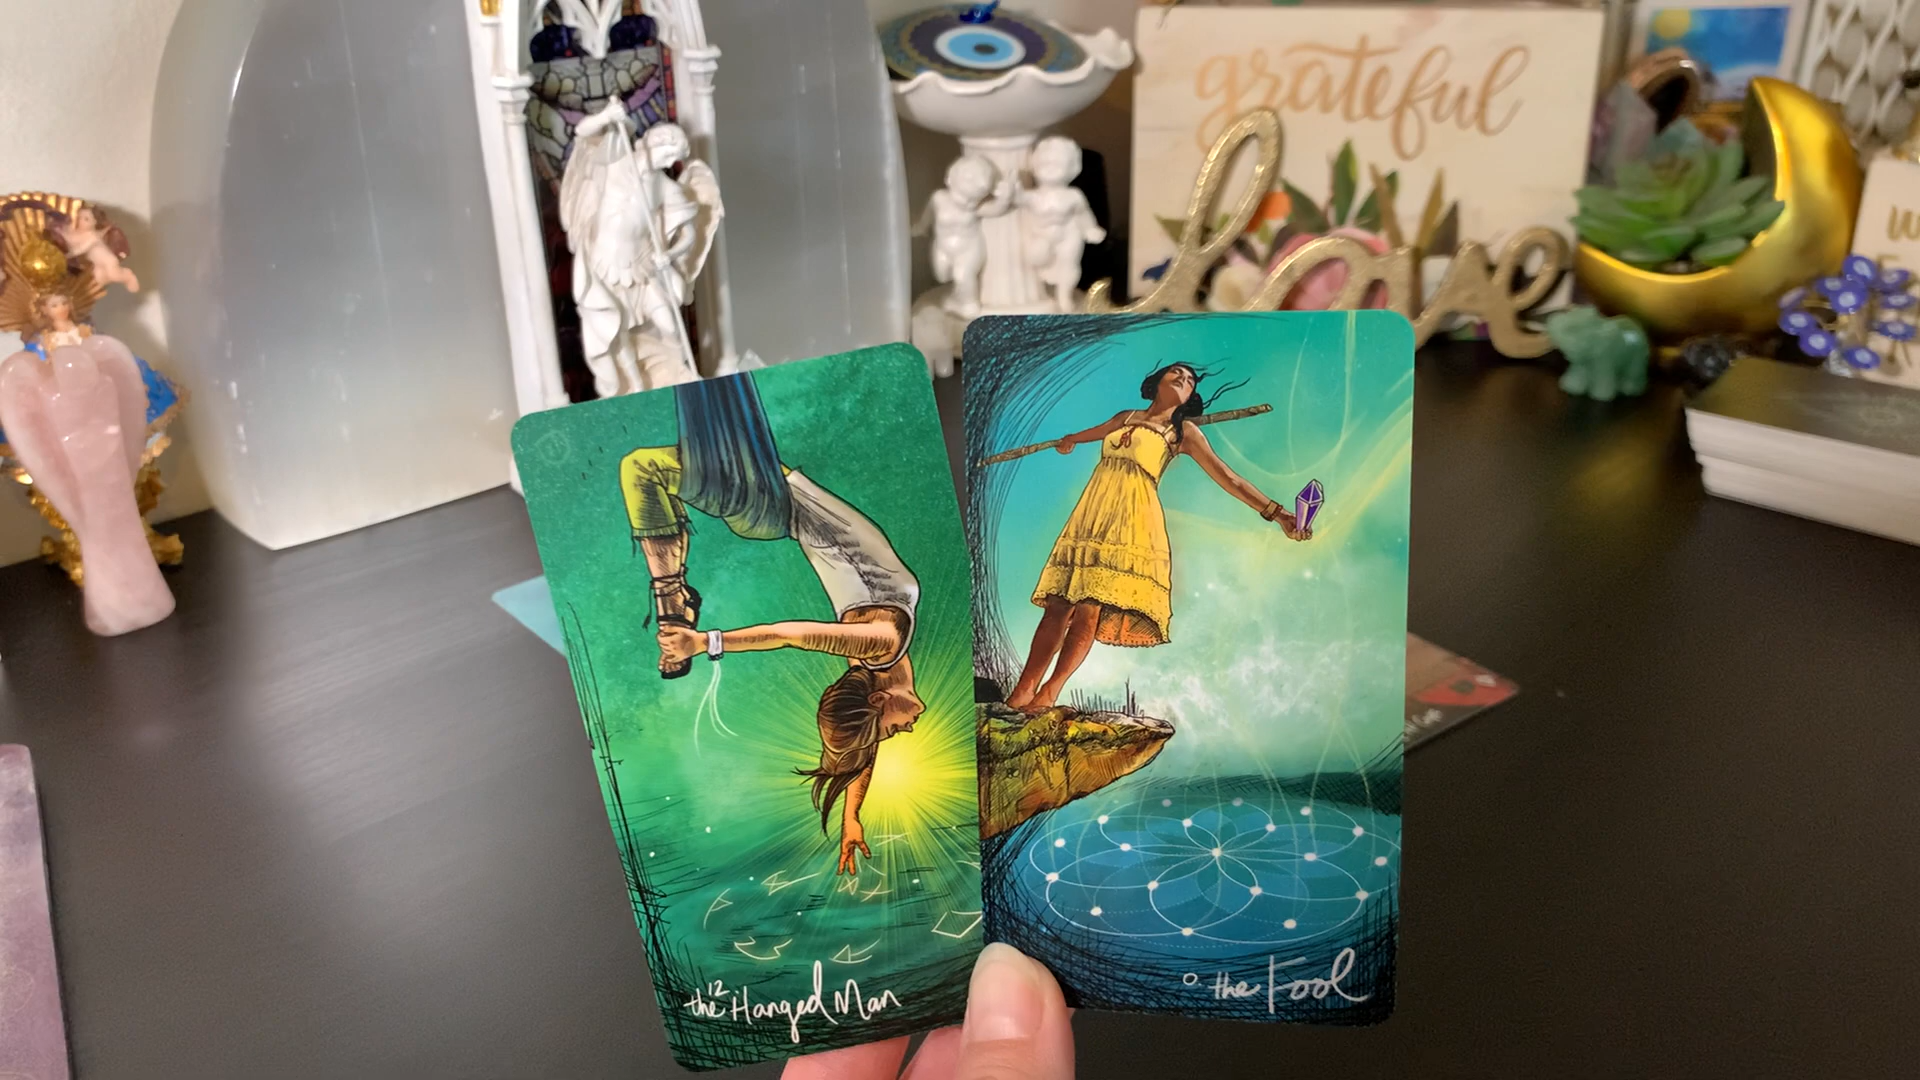 grateful
love
the 12 Hanged Man
0 the Fool